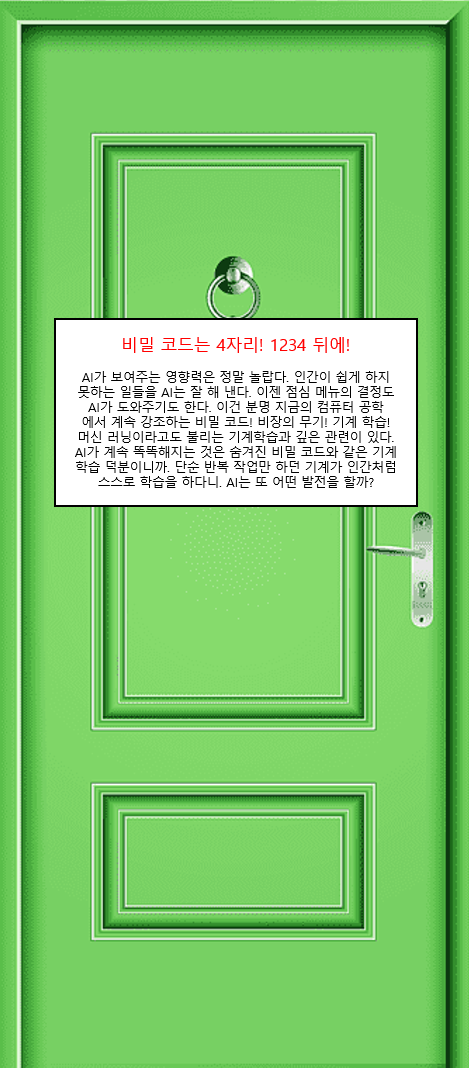 비밀 코드는 4자리! 1234 뒤에!
AI가 보여주는 영향력은 정말 놀랍다. 인간이 쉽게 하지
못하는 일들을 AI는 잘 해 낸다. 이젠 점심 메뉴의 결정도
AI가 도와주기도 한다. 이건 분명 지금의 컴퓨터 공학
에서 계속 강조하는 비밀 코드! 비장의 무기! 기계 학습!
머신 러닝이라고도 불리는 기계학습과 깊은 관련이 있다.
AI가 계속 똑똑해지는 것은 숨겨진 비밀 코드와 같은 기계
학습 덕분이니까. 단순 반복 작업만 하던 기계가 인간처럼
스스로 학습을 하다니. AI는 또 어떤 발전을 할까?